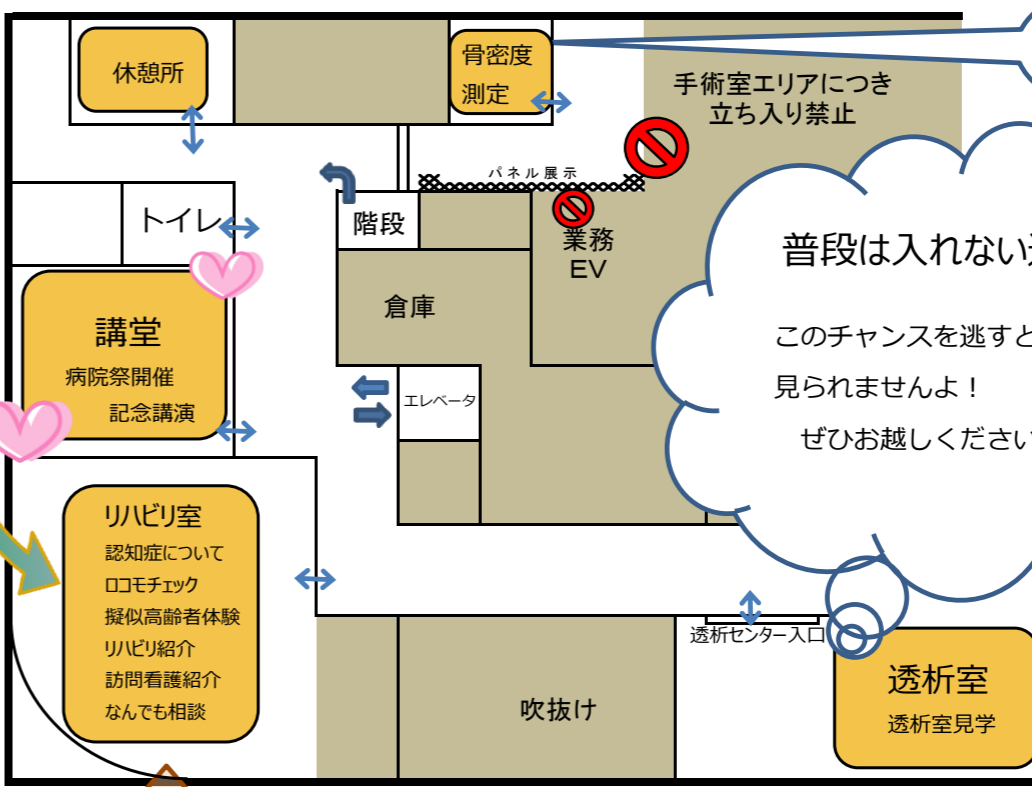 休憩所
骨密度
測定
手術室エリアにつき
立ち入り禁止
パネル展示
トイレ
階段
業務
EV
倉庫
普段は入れない
このチャンスを逃すと
見られませんよ！
ぜひお越しください
講堂
病院祭開催
記念講演
エレベータ
リハビリ室
認知症について
ロコモチェック
擬似高齢者体験
リハビリ紹介
訪問看護紹介
なんでも相談
透析センター入口
吹抜け
透析室
透析室見学